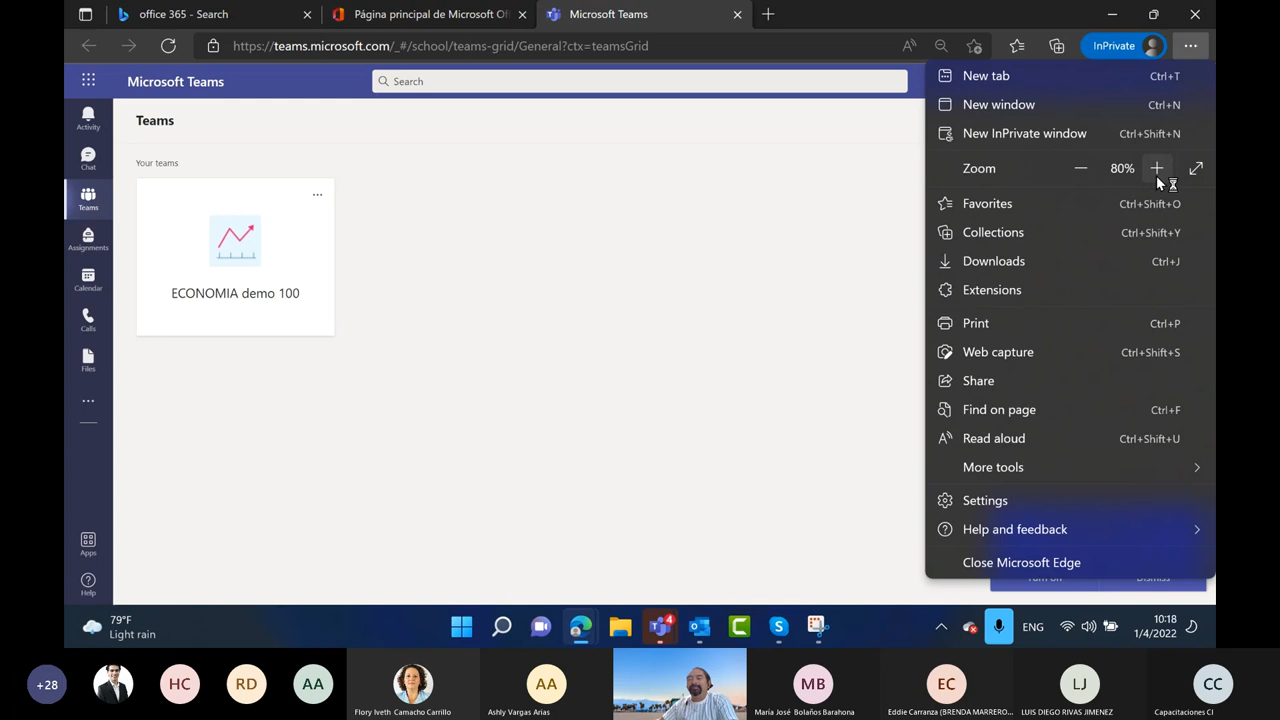 office 365 - Search
Página principal de Microsoft Of
Microsoft Teams
https://teams.microsoft.com/_#/school/teams-grid/General?ctx=teamsGrid
InPrivate
Microsoft Teams
Search
Activity
Chat
Teams
Assignments
Calendar
Calls
Files
Apps
Help
Teams
Your teams
ECONOMIA demo 100
New tab Ctrl+T
New window Ctrl+N
New InPrivate window Ctrl+Shift+N
Zoom 80%
Favorites Ctrl+Shift+O
Collections Ctrl+Shift+Y
Downloads Ctrl+J
Extensions
Print Ctrl+P
Web capture Ctrl+Shift+S
Share
Find on page Ctrl+F
Read aloud Ctrl+Shift+U
More tools
Settings
Help and feedback
Close Microsoft Edge
Turn on Dismiss
79°F
Light rain
4
ENG
10:18
1/4/2022
+28
HC
RD
AA
AA
MB
EC
LJ
CC
Flory Iveth Camacho Carrillo
Ashly Vargas Arias
María José Bolaños Barahona
Eddie Carranza (BRENDA MARRERO...
LUIS DIEGO RIVAS JIMENEZ
Capacitaciones CI